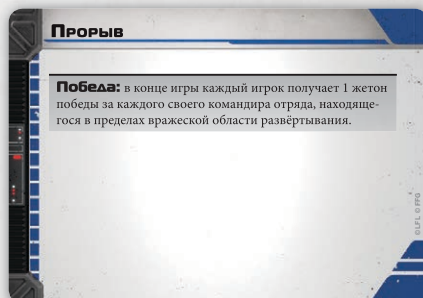 Прорыв
Победа: в конце игры каждый игрок получает 1 жетон
победы за каждого своего командира отряда, находяще-
гося в пределах вражеской области развёртывания.
© LFL © FFG